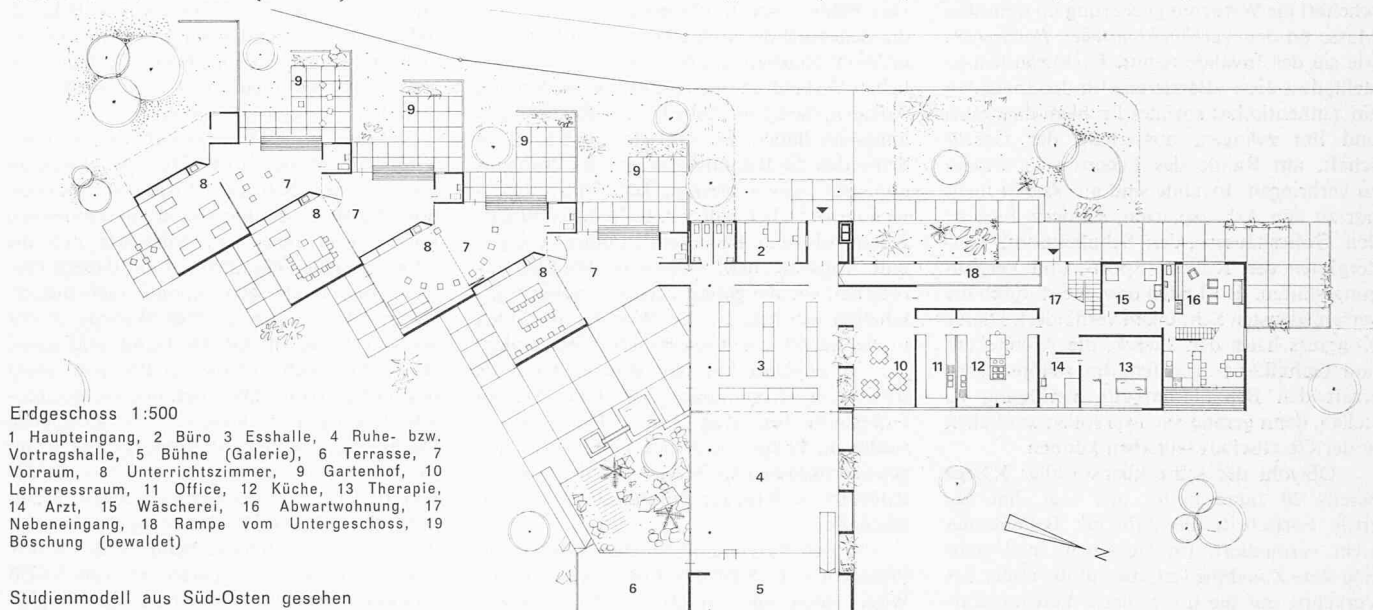 9
9
9
9
8
7
8
7
8
7
8
7
2
18
17
15
16
3
10
11
12
14
13
4
6
5
N
Erdgeschoss 1:500
Haupteingang, 2 Büro 3 Esshalle, 4 Ruhe- bzw.
Vortragshalle, 5 Bühne (Galerie), 6 Terrasse, 7
Vorraum, 8 Unterrichtszimmer, 9 Gartenhof, 10
Lehreressraum, 11 Office, 12 Küche, 13 Therapie,
14 Arzt, 15 Wäscherei, 16 Abwartwohnung, 17
Nebeneingang, 18 Rampe vom Untergeschoss, 19
Böschung (bewaldet)
Studienmodell aus Süd-Osten gesehen